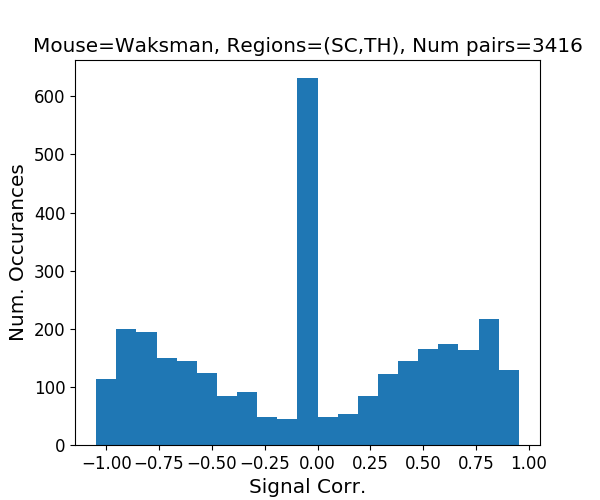 Mouse=Waksman, Regions=(SC,TH), Num pairs=3416
Num. Occurances
600
500
400
300
200
100
0
−1.00 −0.75 −0.50 −0.25 0.00 0.25 0.50 0.75 1.00
Signal Corr.